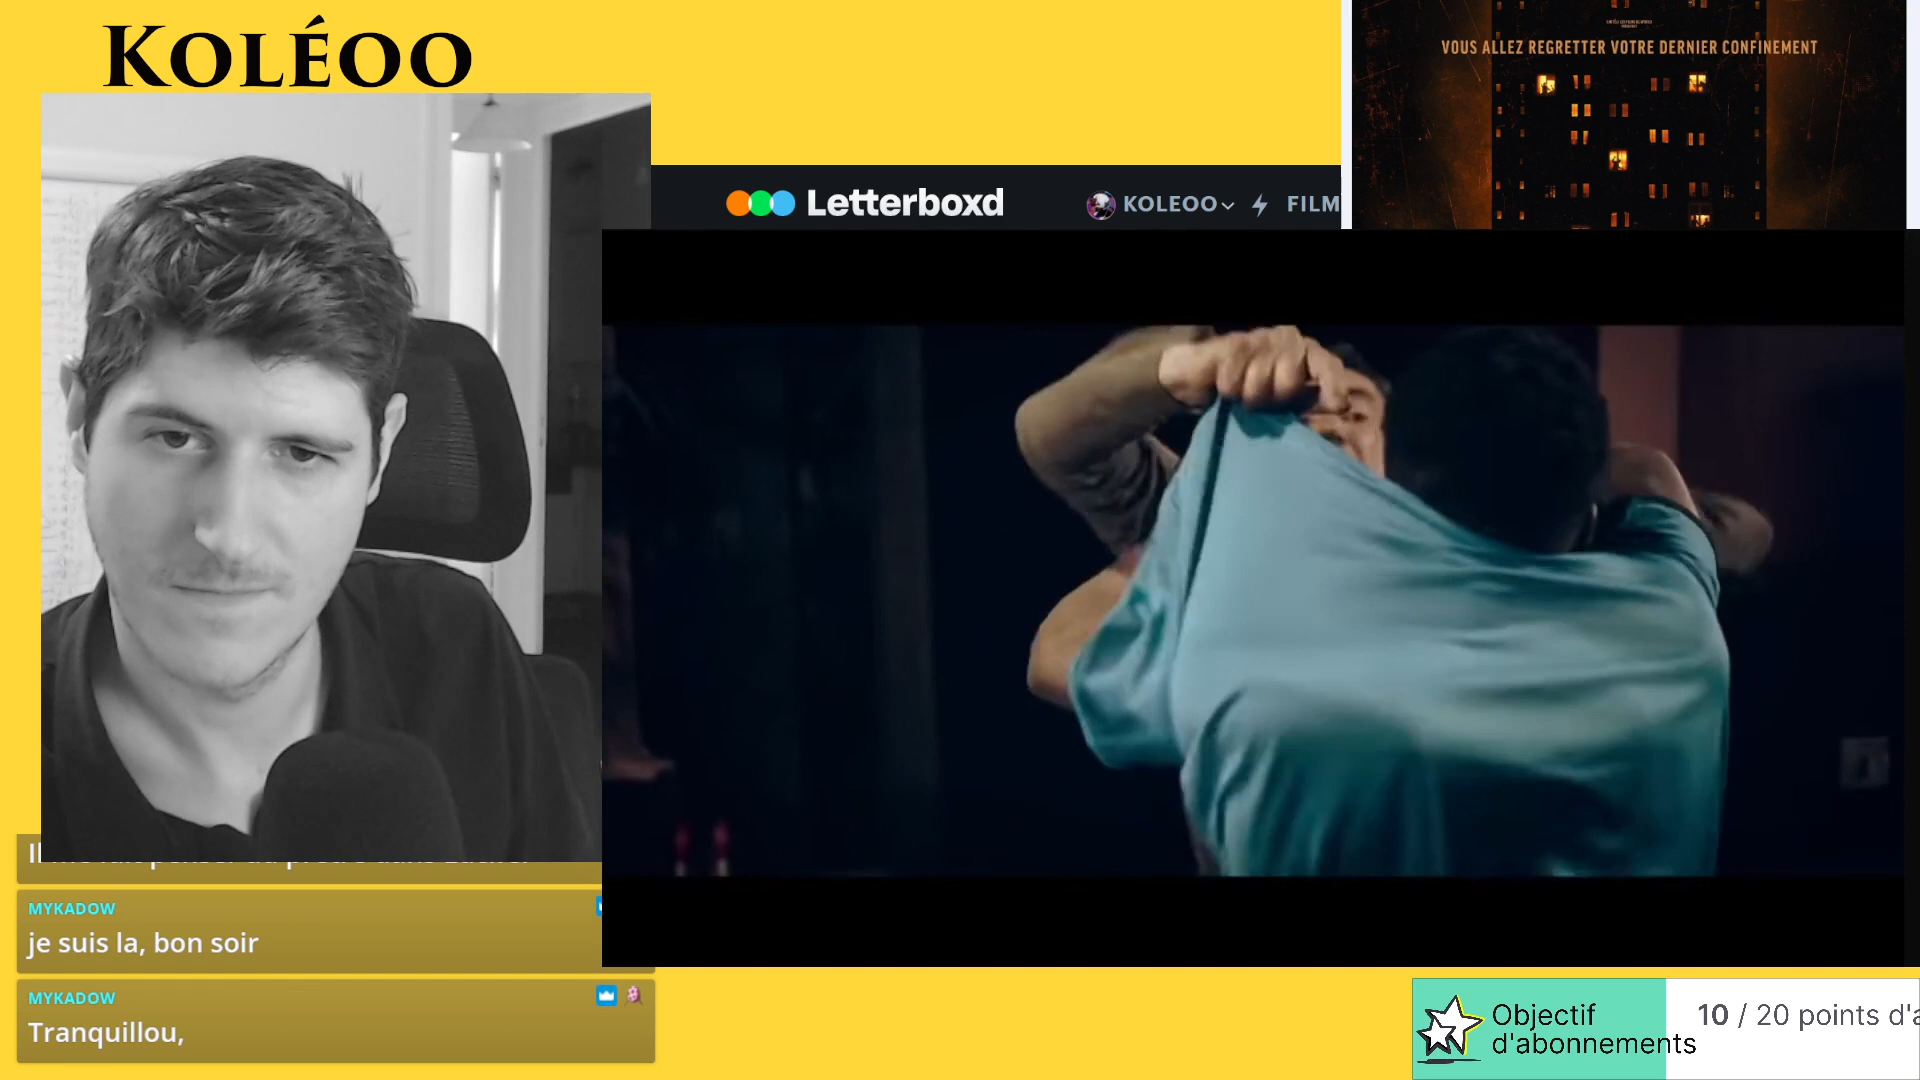 KOLÉOO
VOUS ALLEZ REGRETTER VOTRE DERNIER CONFINEMENT
Letterboxd
KOLEOO
FILM
MYKADOW
je suis la, bon soir
MYKADOW
Tranquillou,
Objectif
d'abonnements
10 / 20 points d'a